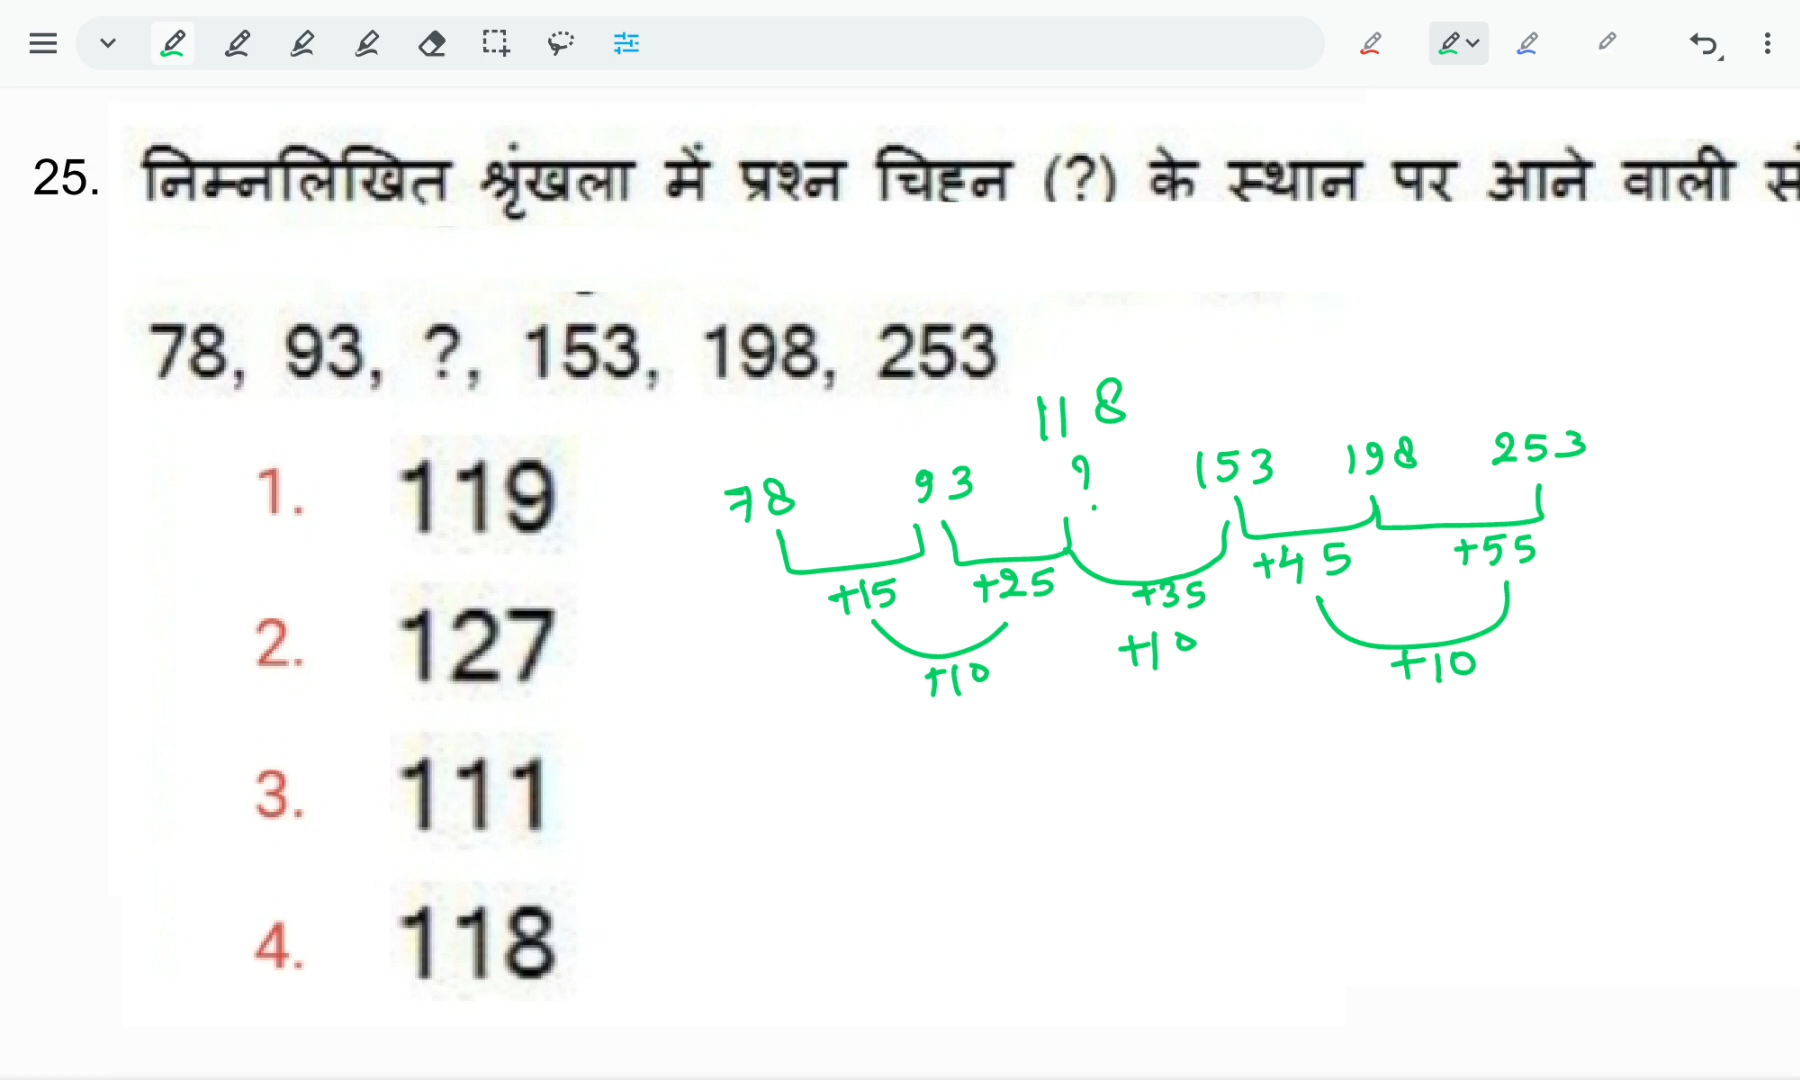 25. निम्नलिखित श्रृंखला में प्रश्न चिह्न (?) के स्थान पर आने वाली
78, 93, ?, 153, 198, 253
1. 119
2. 127
3. 111
4. 118
118
78 93 ? 153 198 253
+15 +25 +35 +45 +55
+10 +10 +10